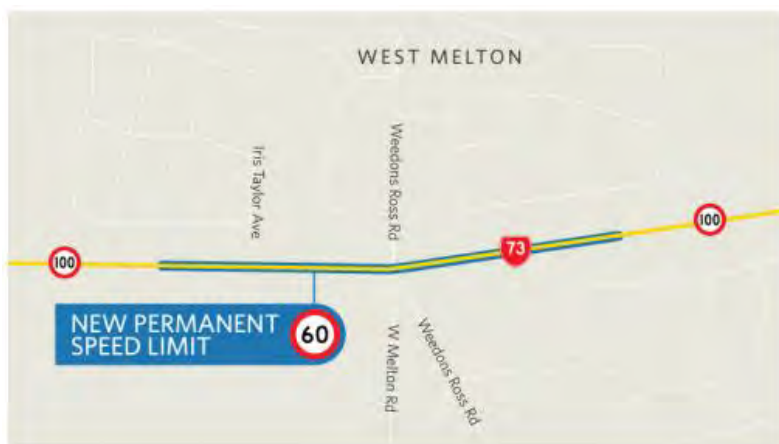 WEST MELTON
Iris Taylor Ave
Weedons Ross Rd
100
73
100
NEW PERMANENT
SPEED LIMIT
60
W Melton Rd
Weedons Ross Rd